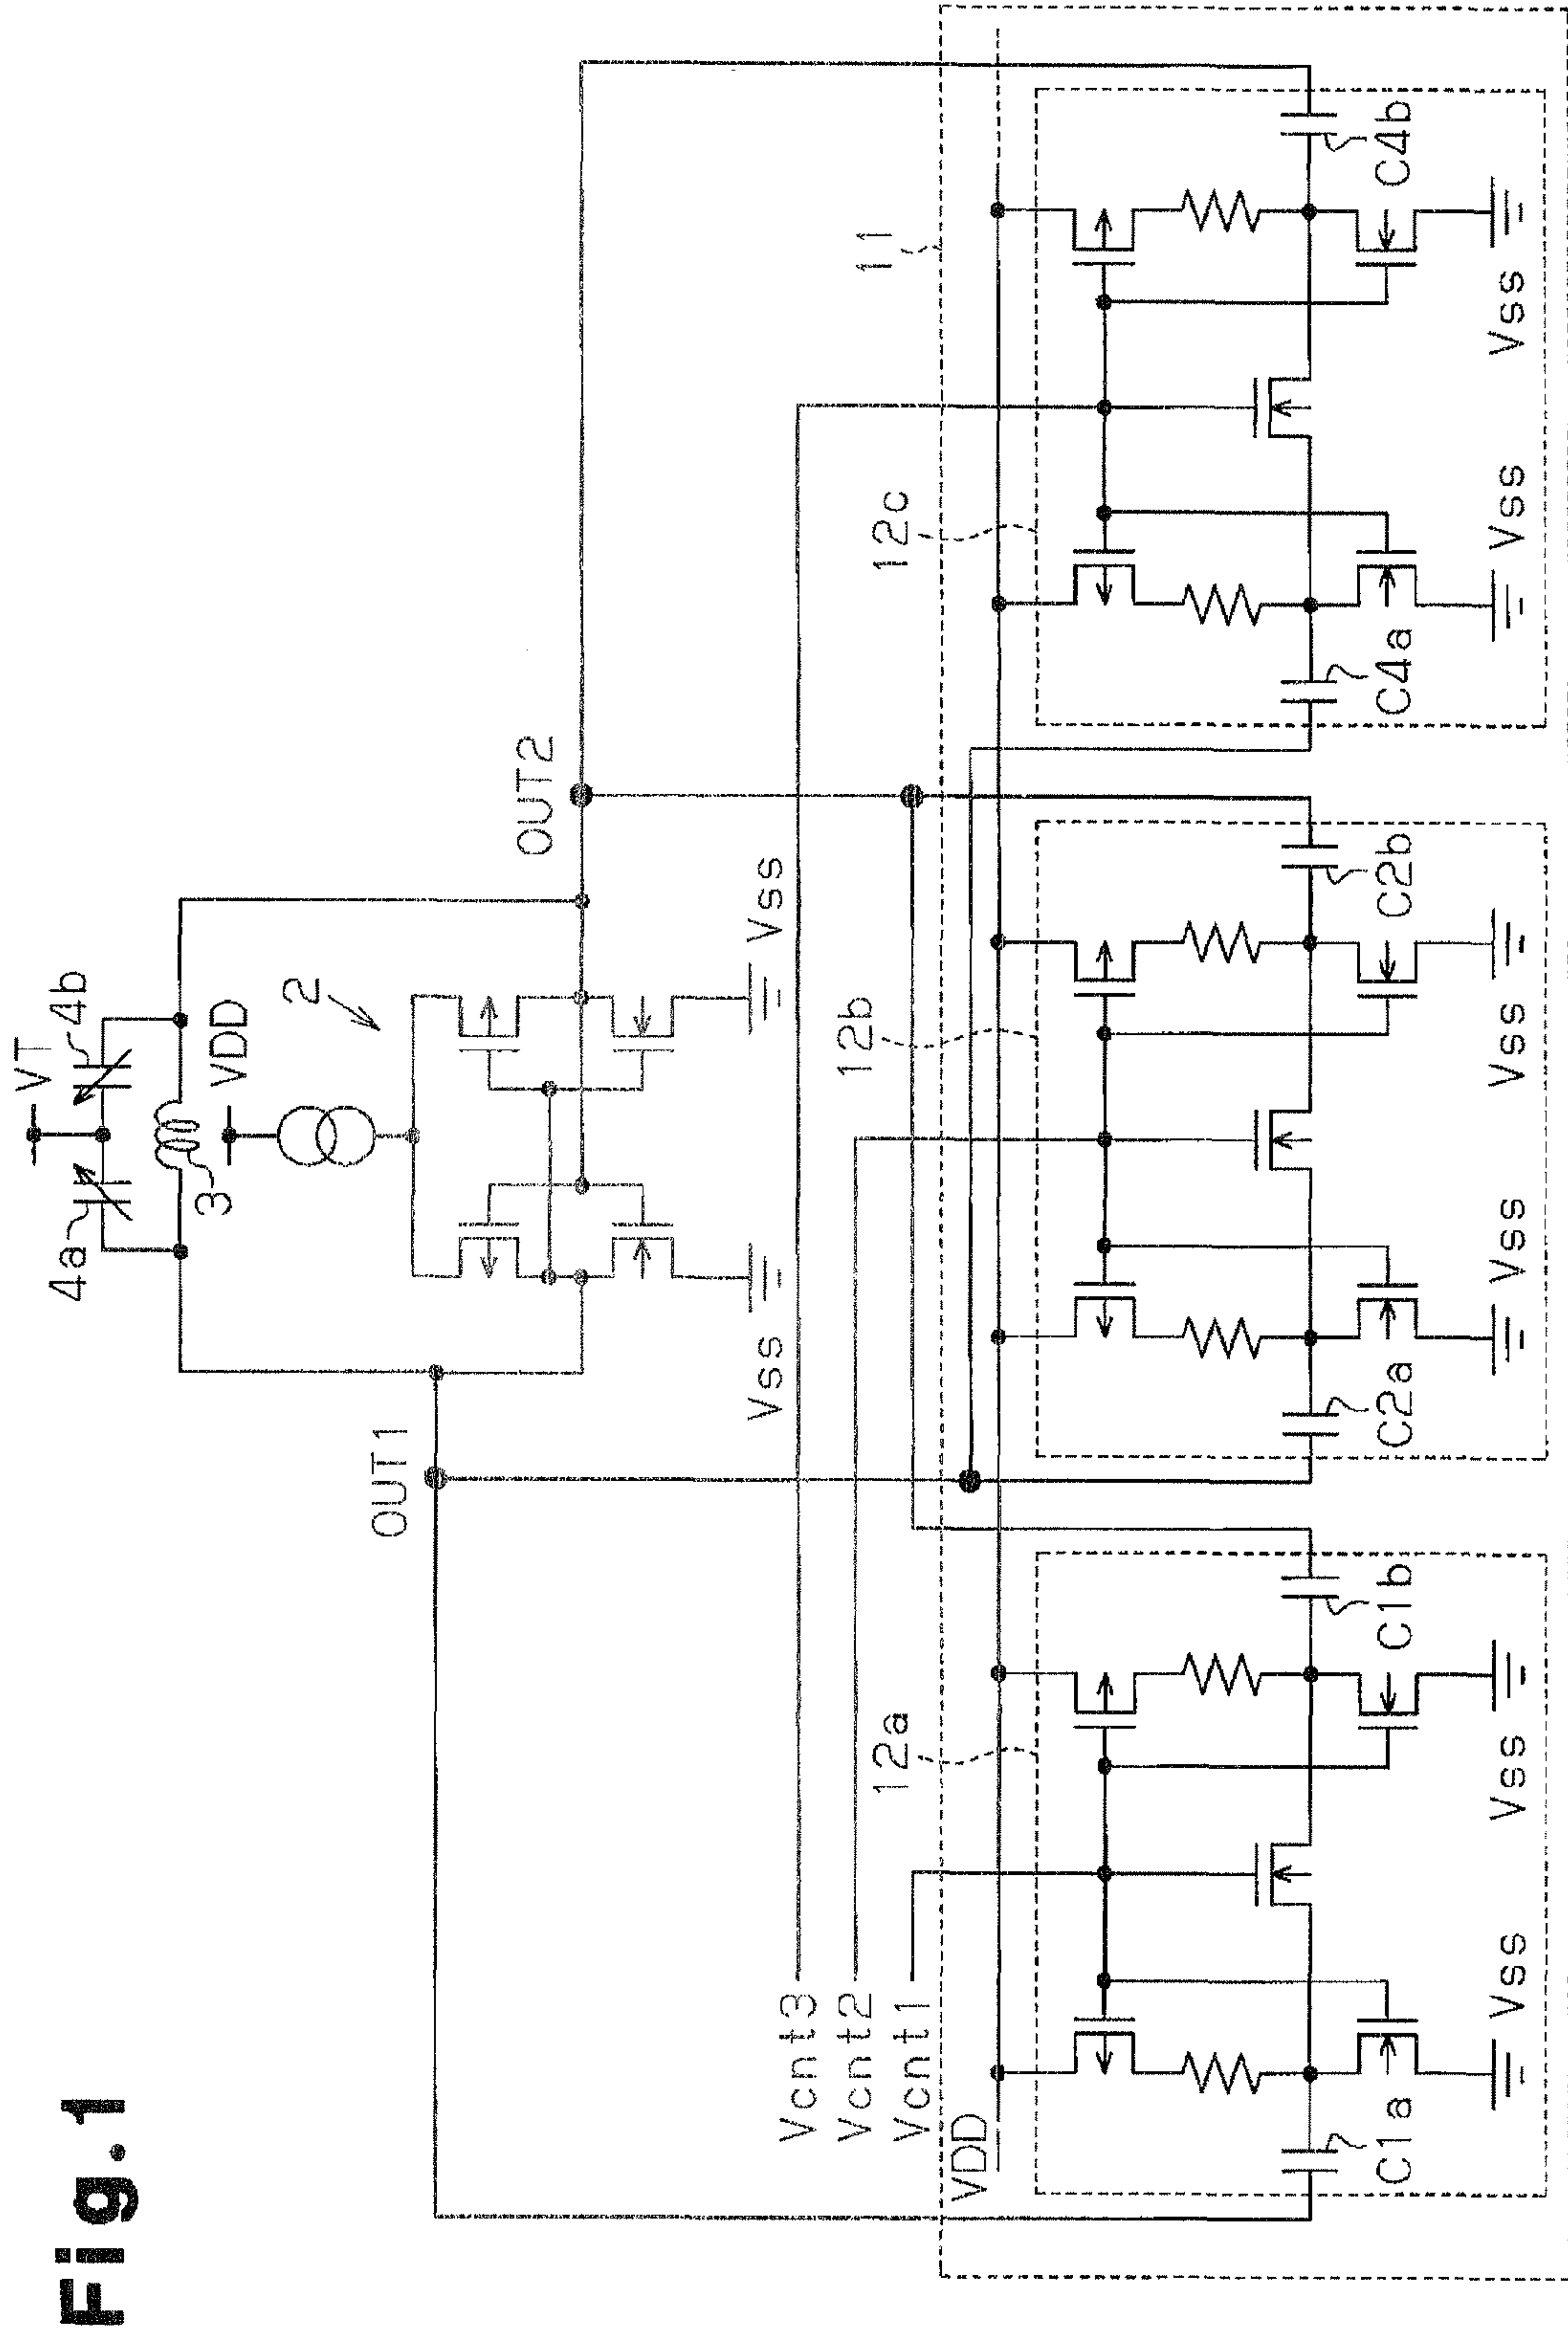 Fig.1
VT
4a
4b
3
VDD
2
OUT1
OUT2
Vss
Vss
Vcnt3
Vcnt2
Vcnt1
VDD
11
12a
12b
12c
C1a
C1b
C2a
C2b
C4a
C4b
Vss
Vss
Vss
Vss
Vss
Vss